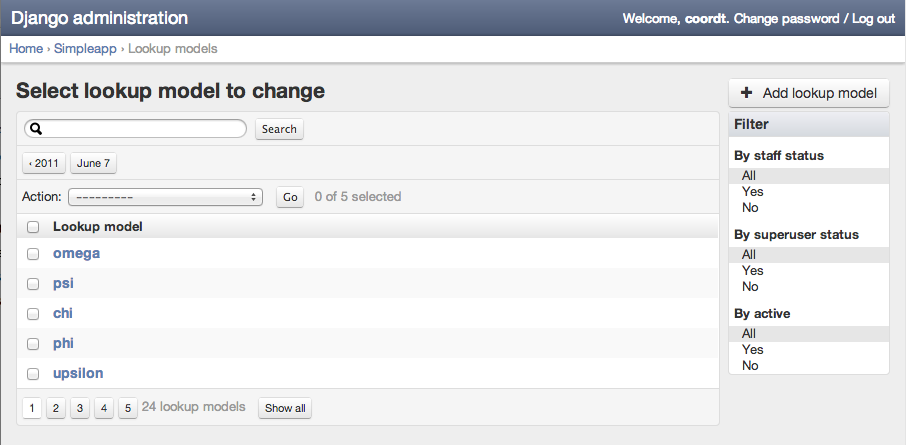 Django administration
Welcome, coordt. Change password / Log out
Home › Simpleapp › Lookup models
Select lookup model to change
Add lookup model
Search
Filter
‹ 2011 June 7
By staff status
All
Yes
No
Action: --------- Go 0 of 5 selected
Lookup model
omega
psi
chi
phi
upsilon
By superuser status
All
Yes
No
By active
All
Yes
No
1 2 3 4 5 24 lookup models Show all